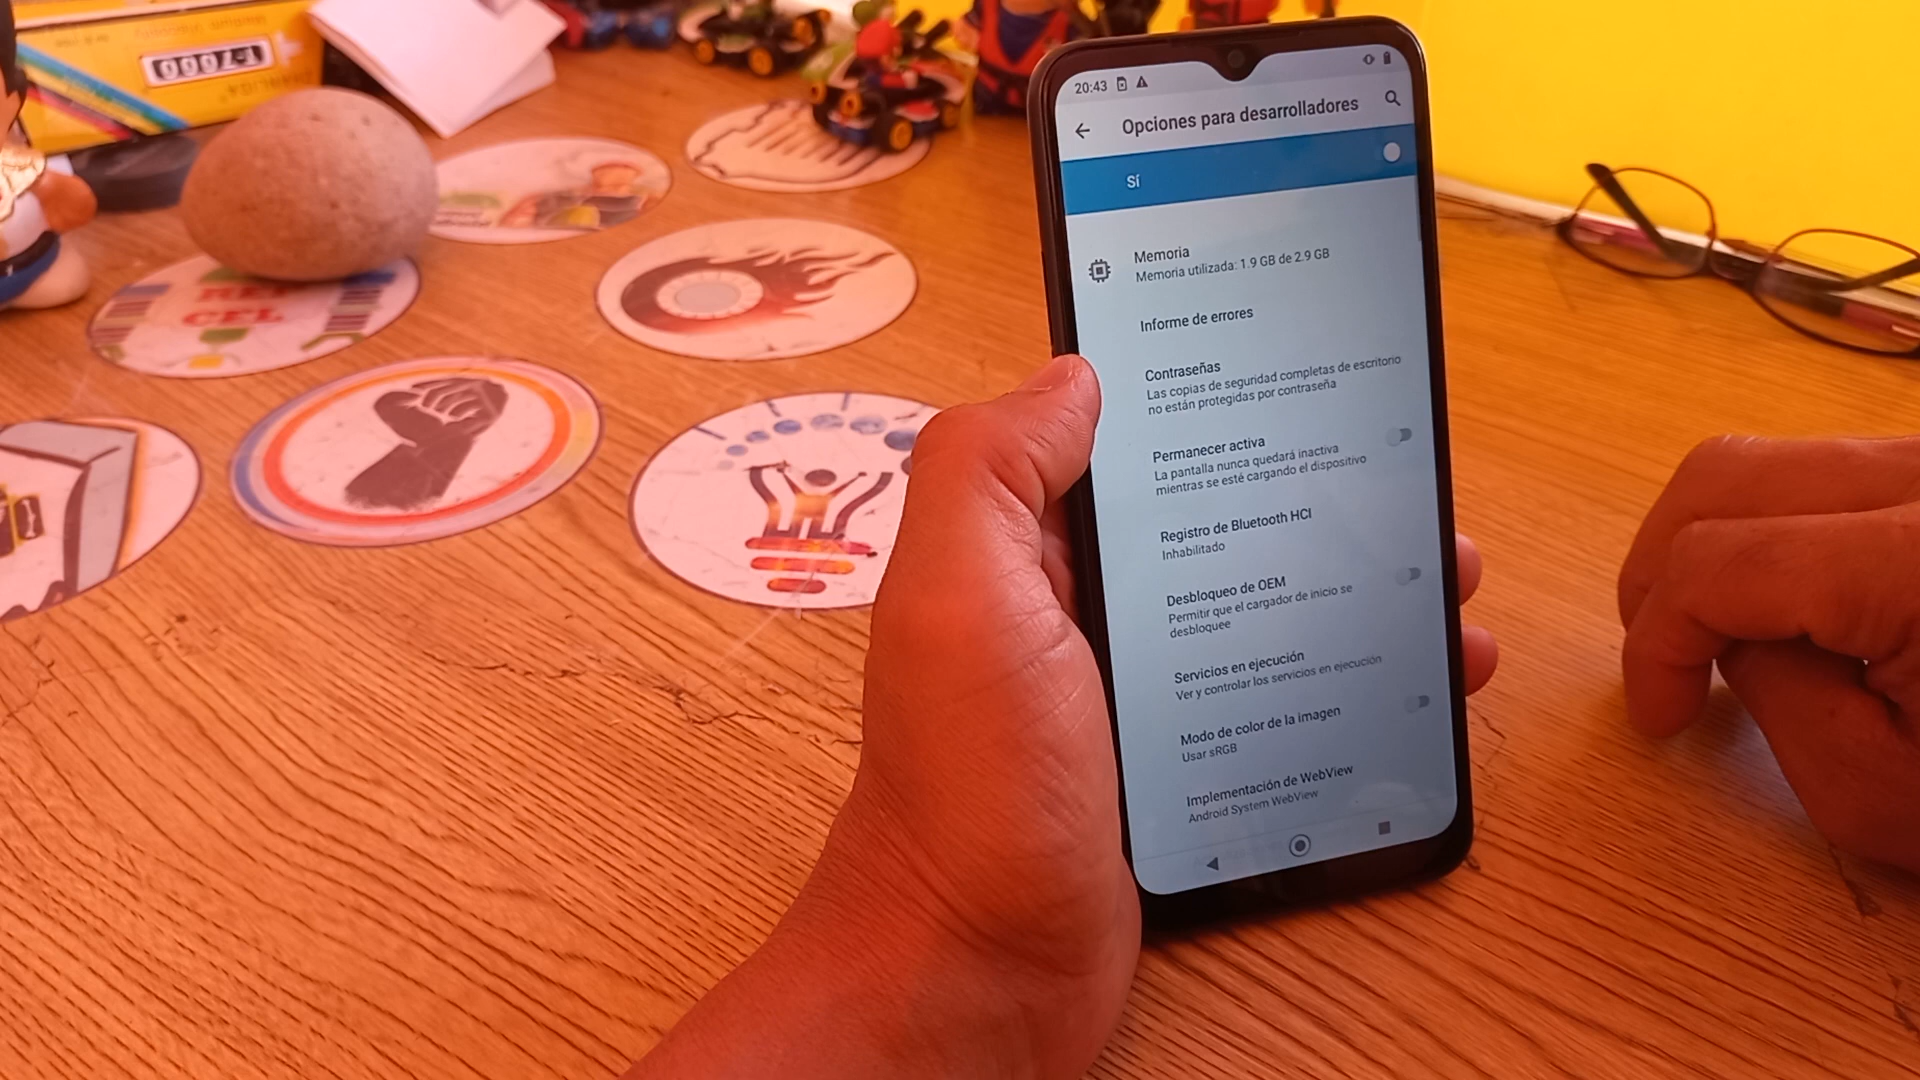 20:43
Opciones para desarrolladores
Sí
Memoria
Memoria utilizada: 1.9 GB de 2.9 GB
Informe de errores
Contraseñas
Las copias de seguridad completas de escritorio
no están protegidas por contraseña
Permanecer activa
La pantalla nunca quedará inactiva
mientras se esté cargando el dispositivo
Registro de Bluetooth HCI
Inhabilitado
Desbloqueo de OEM
Permitir que el cargador de inicio se
desbloquee
Servicios en ejecución
Ver y controlar los servicios en ejecución
Modo de color de la imagen
Usar sRGB
Implementación de WebView
Android System WebView